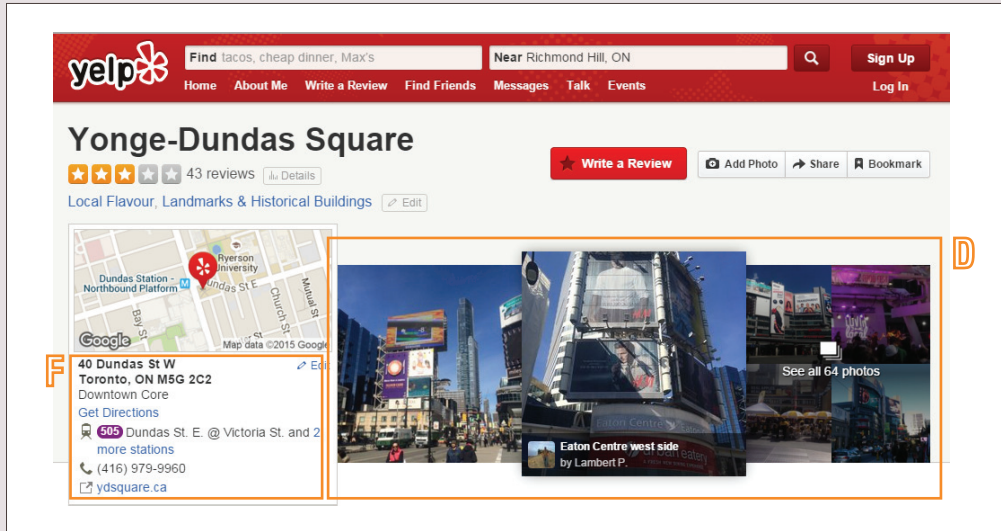 yelp
Find tacos, cheap dinner, Max's
Near Richmond Hill, ON
Sign Up
Home About Me Write a Review Find Friends Messages Talk Events
Log In
Yonge-Dundas Square
43 reviews Details
Write a Review
Add Photo Share Bookmark
Local Flavour, Landmarks & Historical Buildings Edit
D
Ryerson
University
Dundas Station -
Northbound Platform
M
Dundas St E
Church St
Mutual St
Bay St
Google
Map data ©2015 Google
F
40 Dundas St W
Toronto, ON M5G 2C2
Downtown Core
Get Directions
505 Dundas St. E. @ Victoria St. and 2
more stations
(416) 979-9960
ydsquare.ca
H&M
Eaton Centre
Eaton Centre west side
by Lambert P.
See all 64 photos